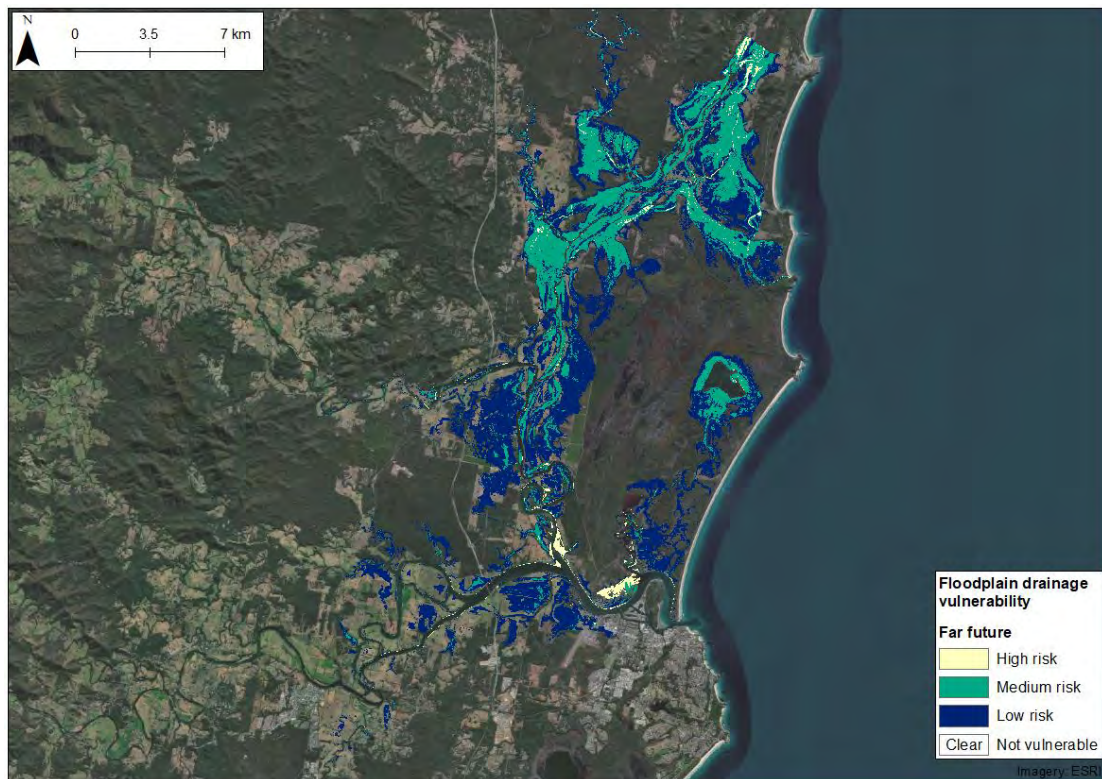 N
0 3.5 7 km
Floodplain drainage
vulnerability
Far future
High risk
Medium risk
Low risk
Clear Not vulnerable
Imagery: ESRI